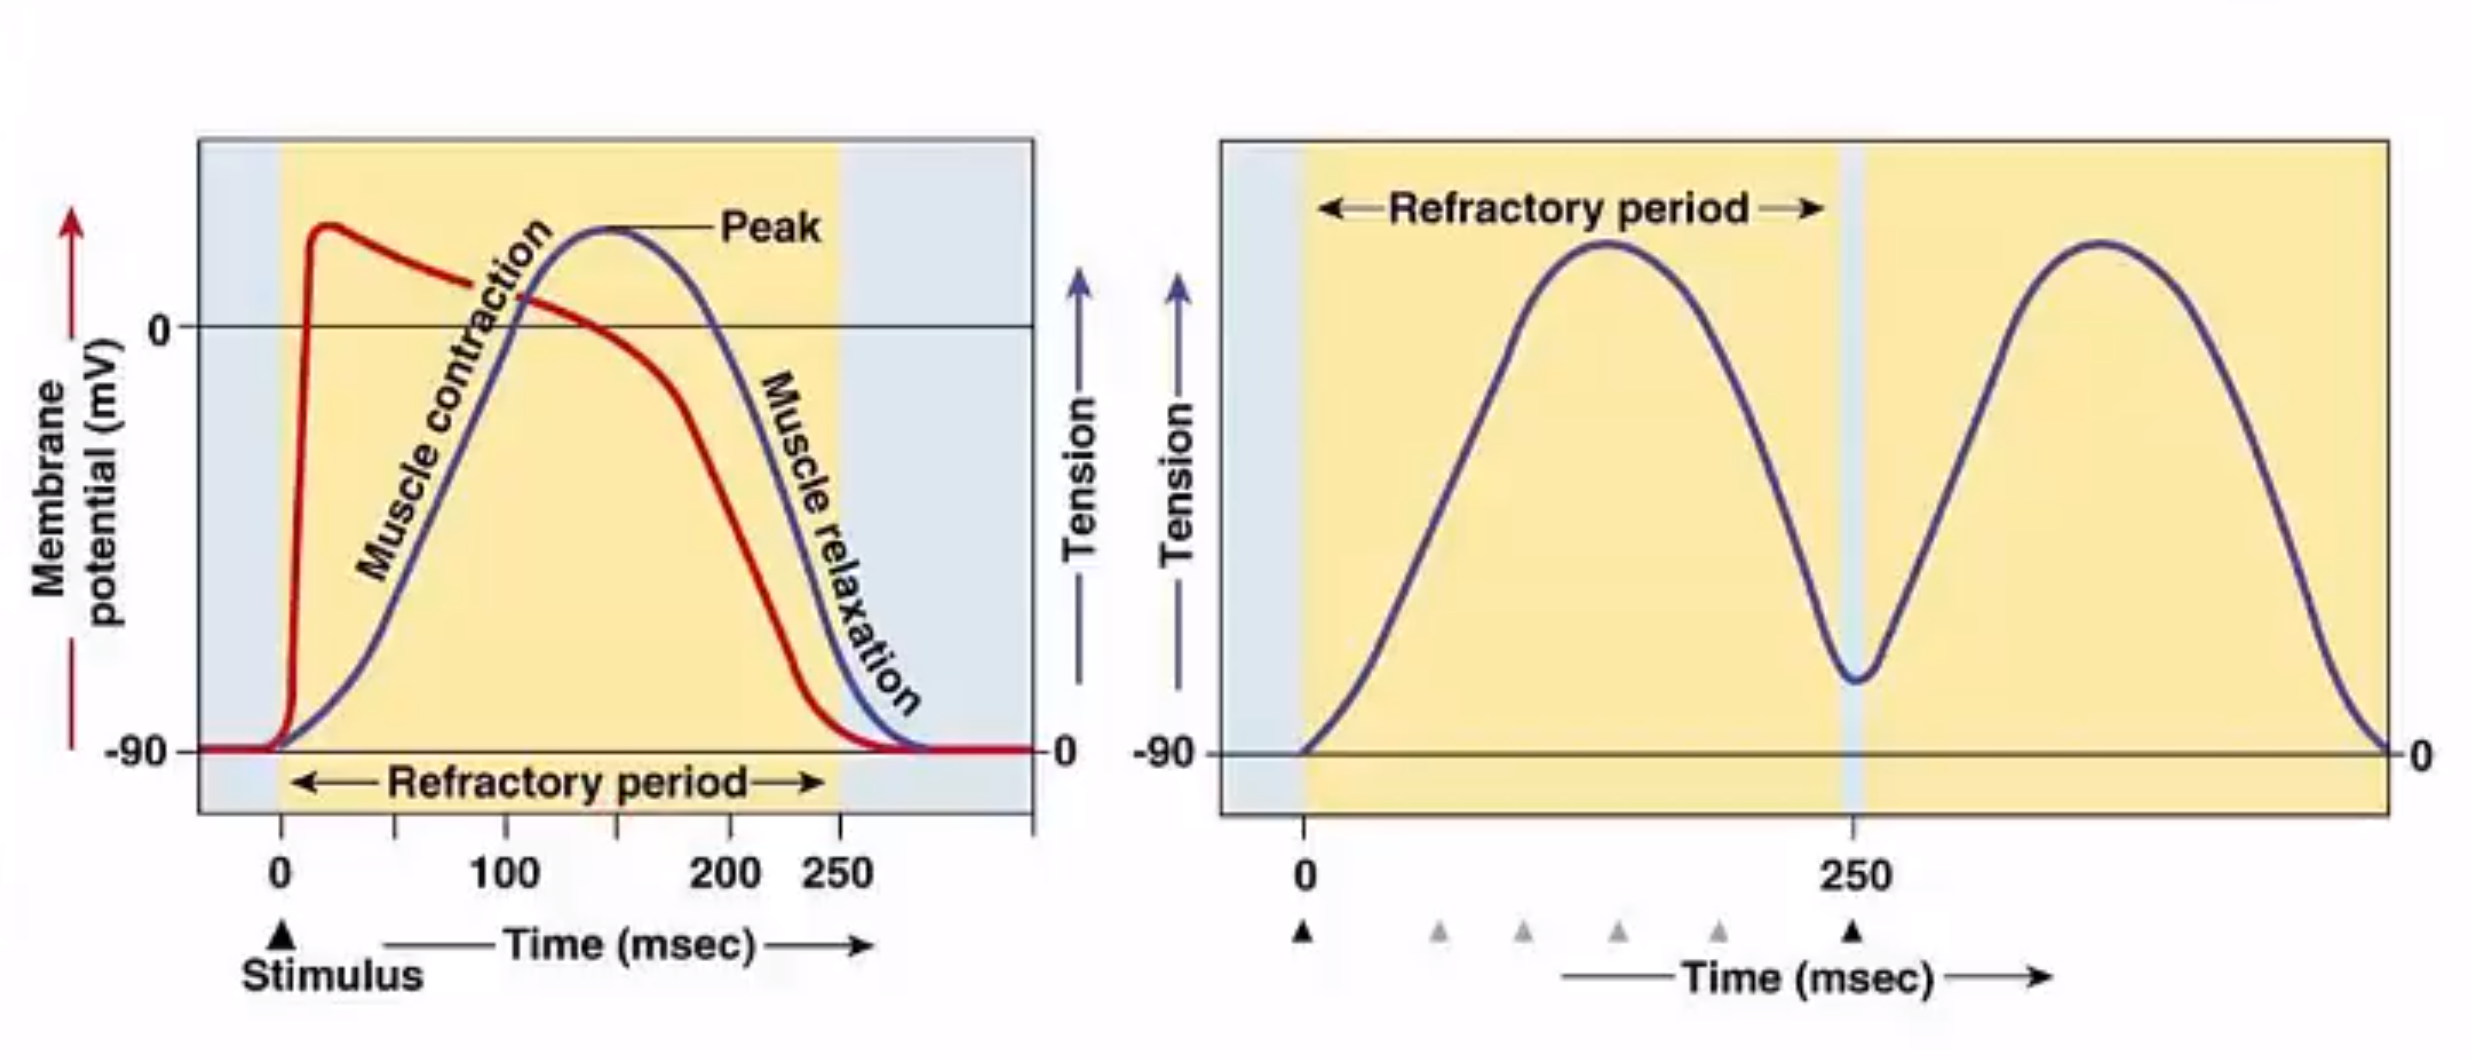 Peak
Muscle contraction
Muscle relaxation
Membrane
potential (mV)
0
-90
Tension
0
Refractory period
0 100 200 250
Stimulus
Time (msec)
Refractory period
Tension
-90
0
0 250
Time (msec)